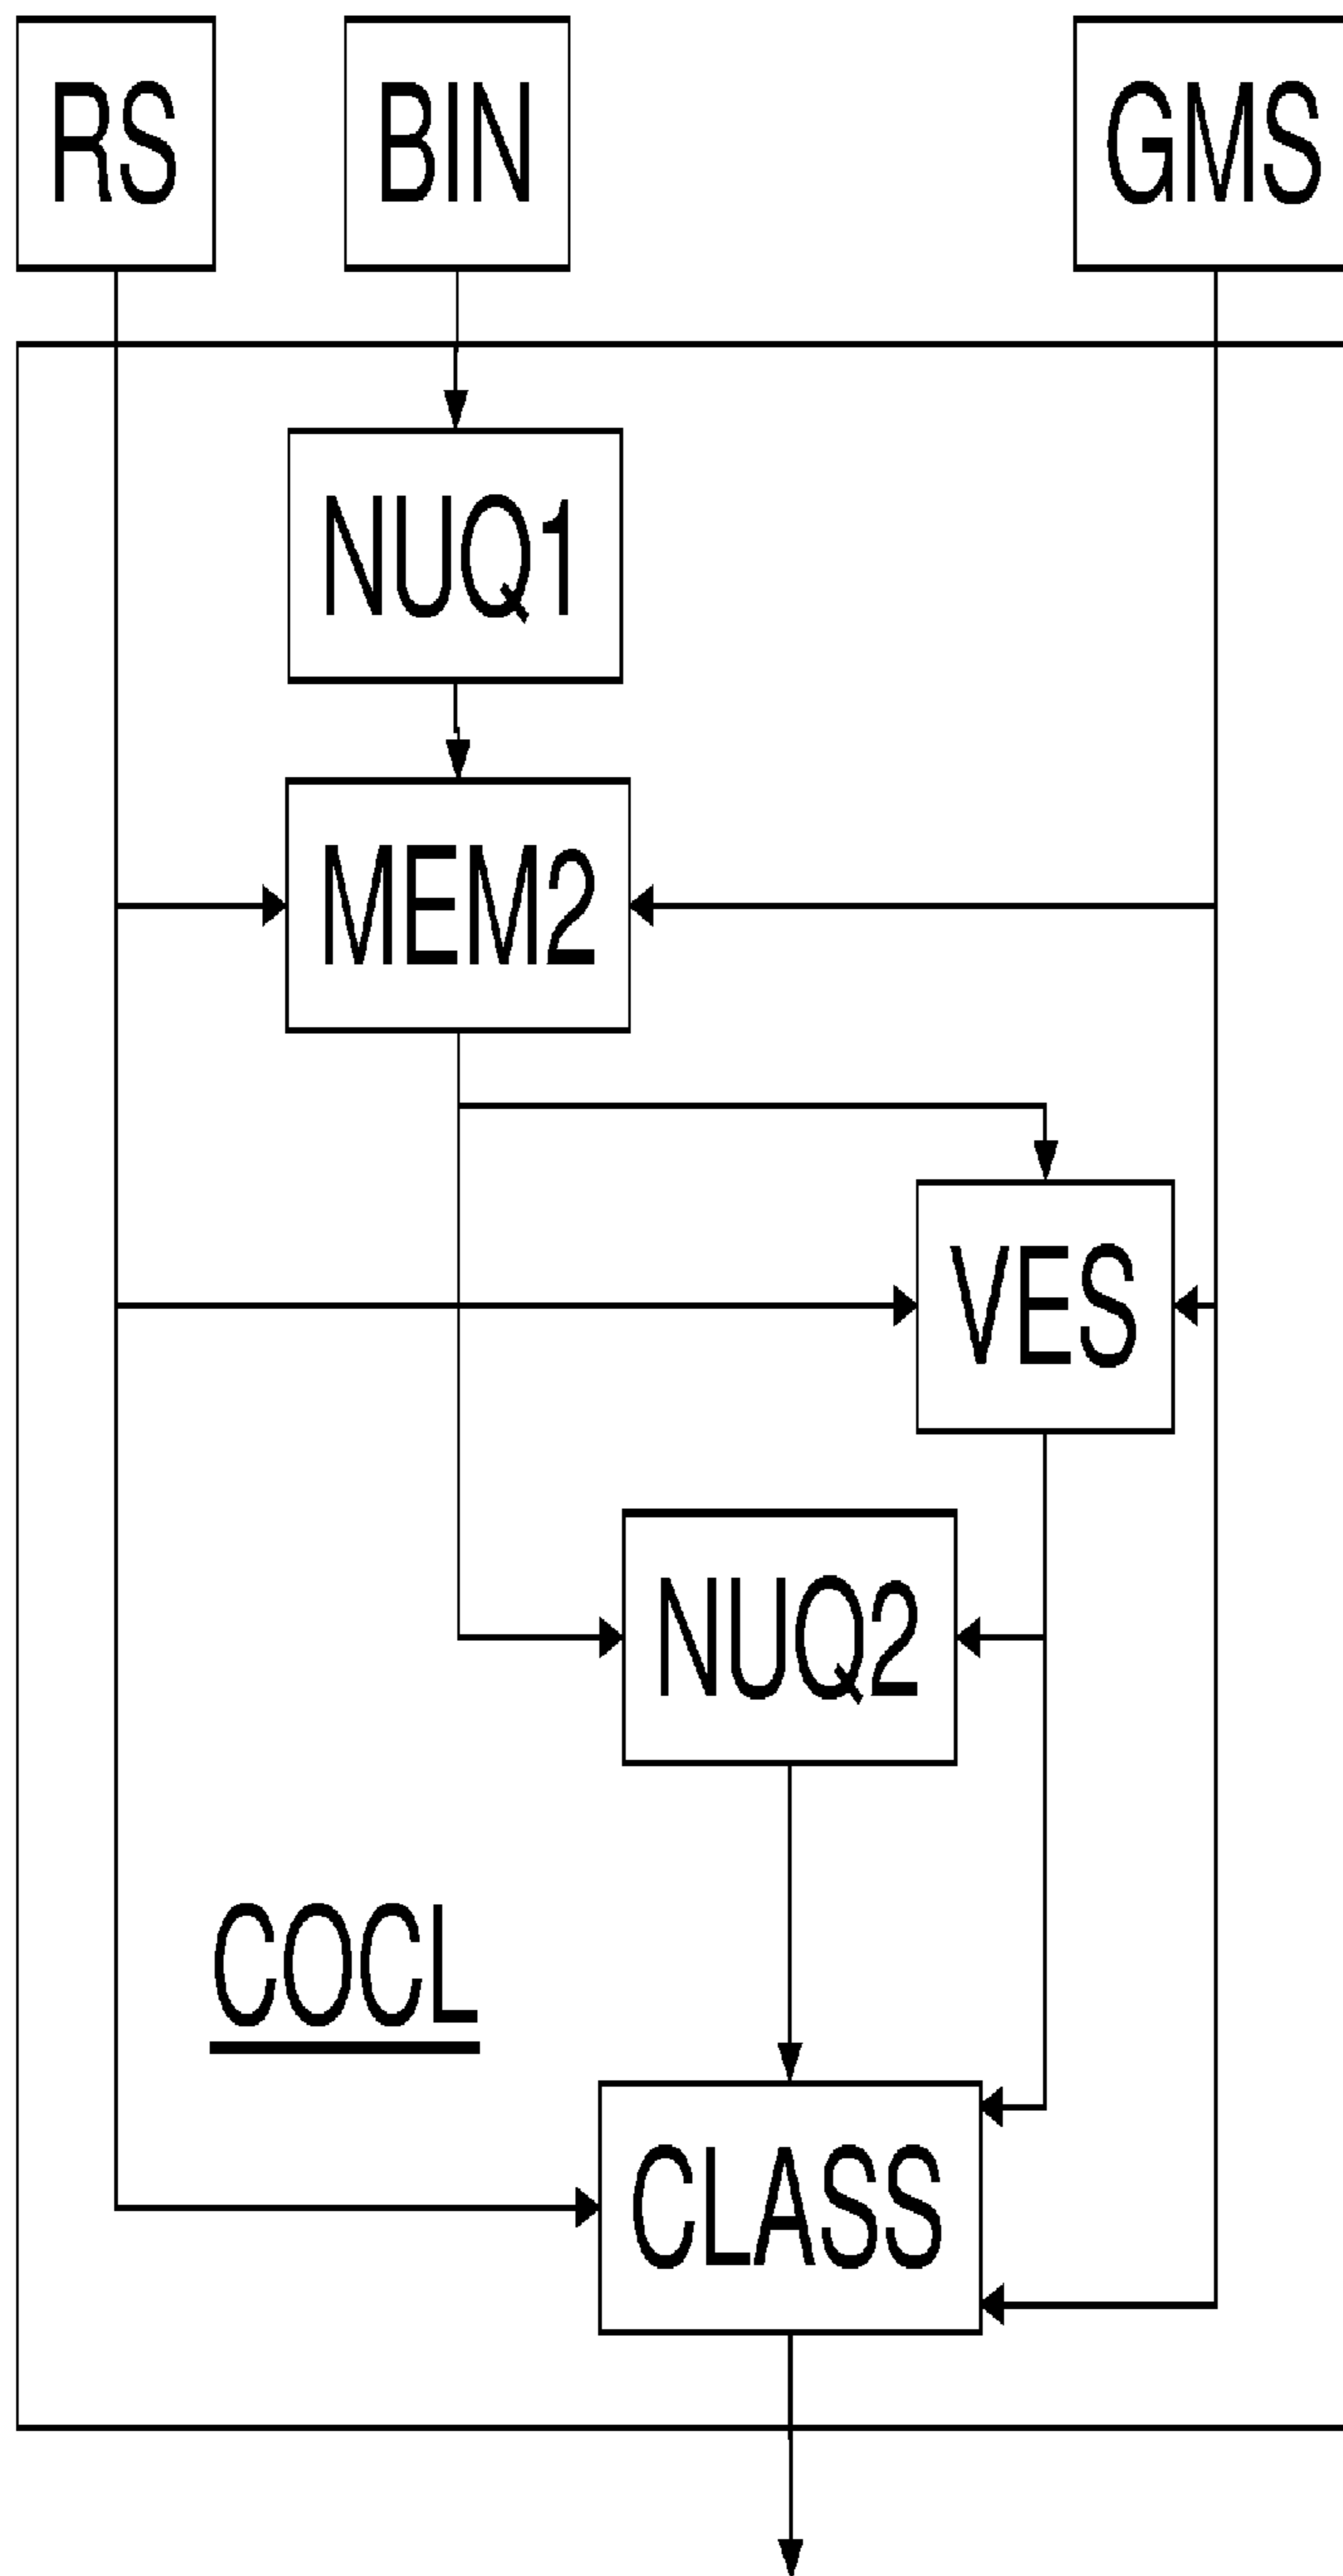 RS BIN GMS
NUQ1
MEM2
VES
NUQ2
COCL
CLASS